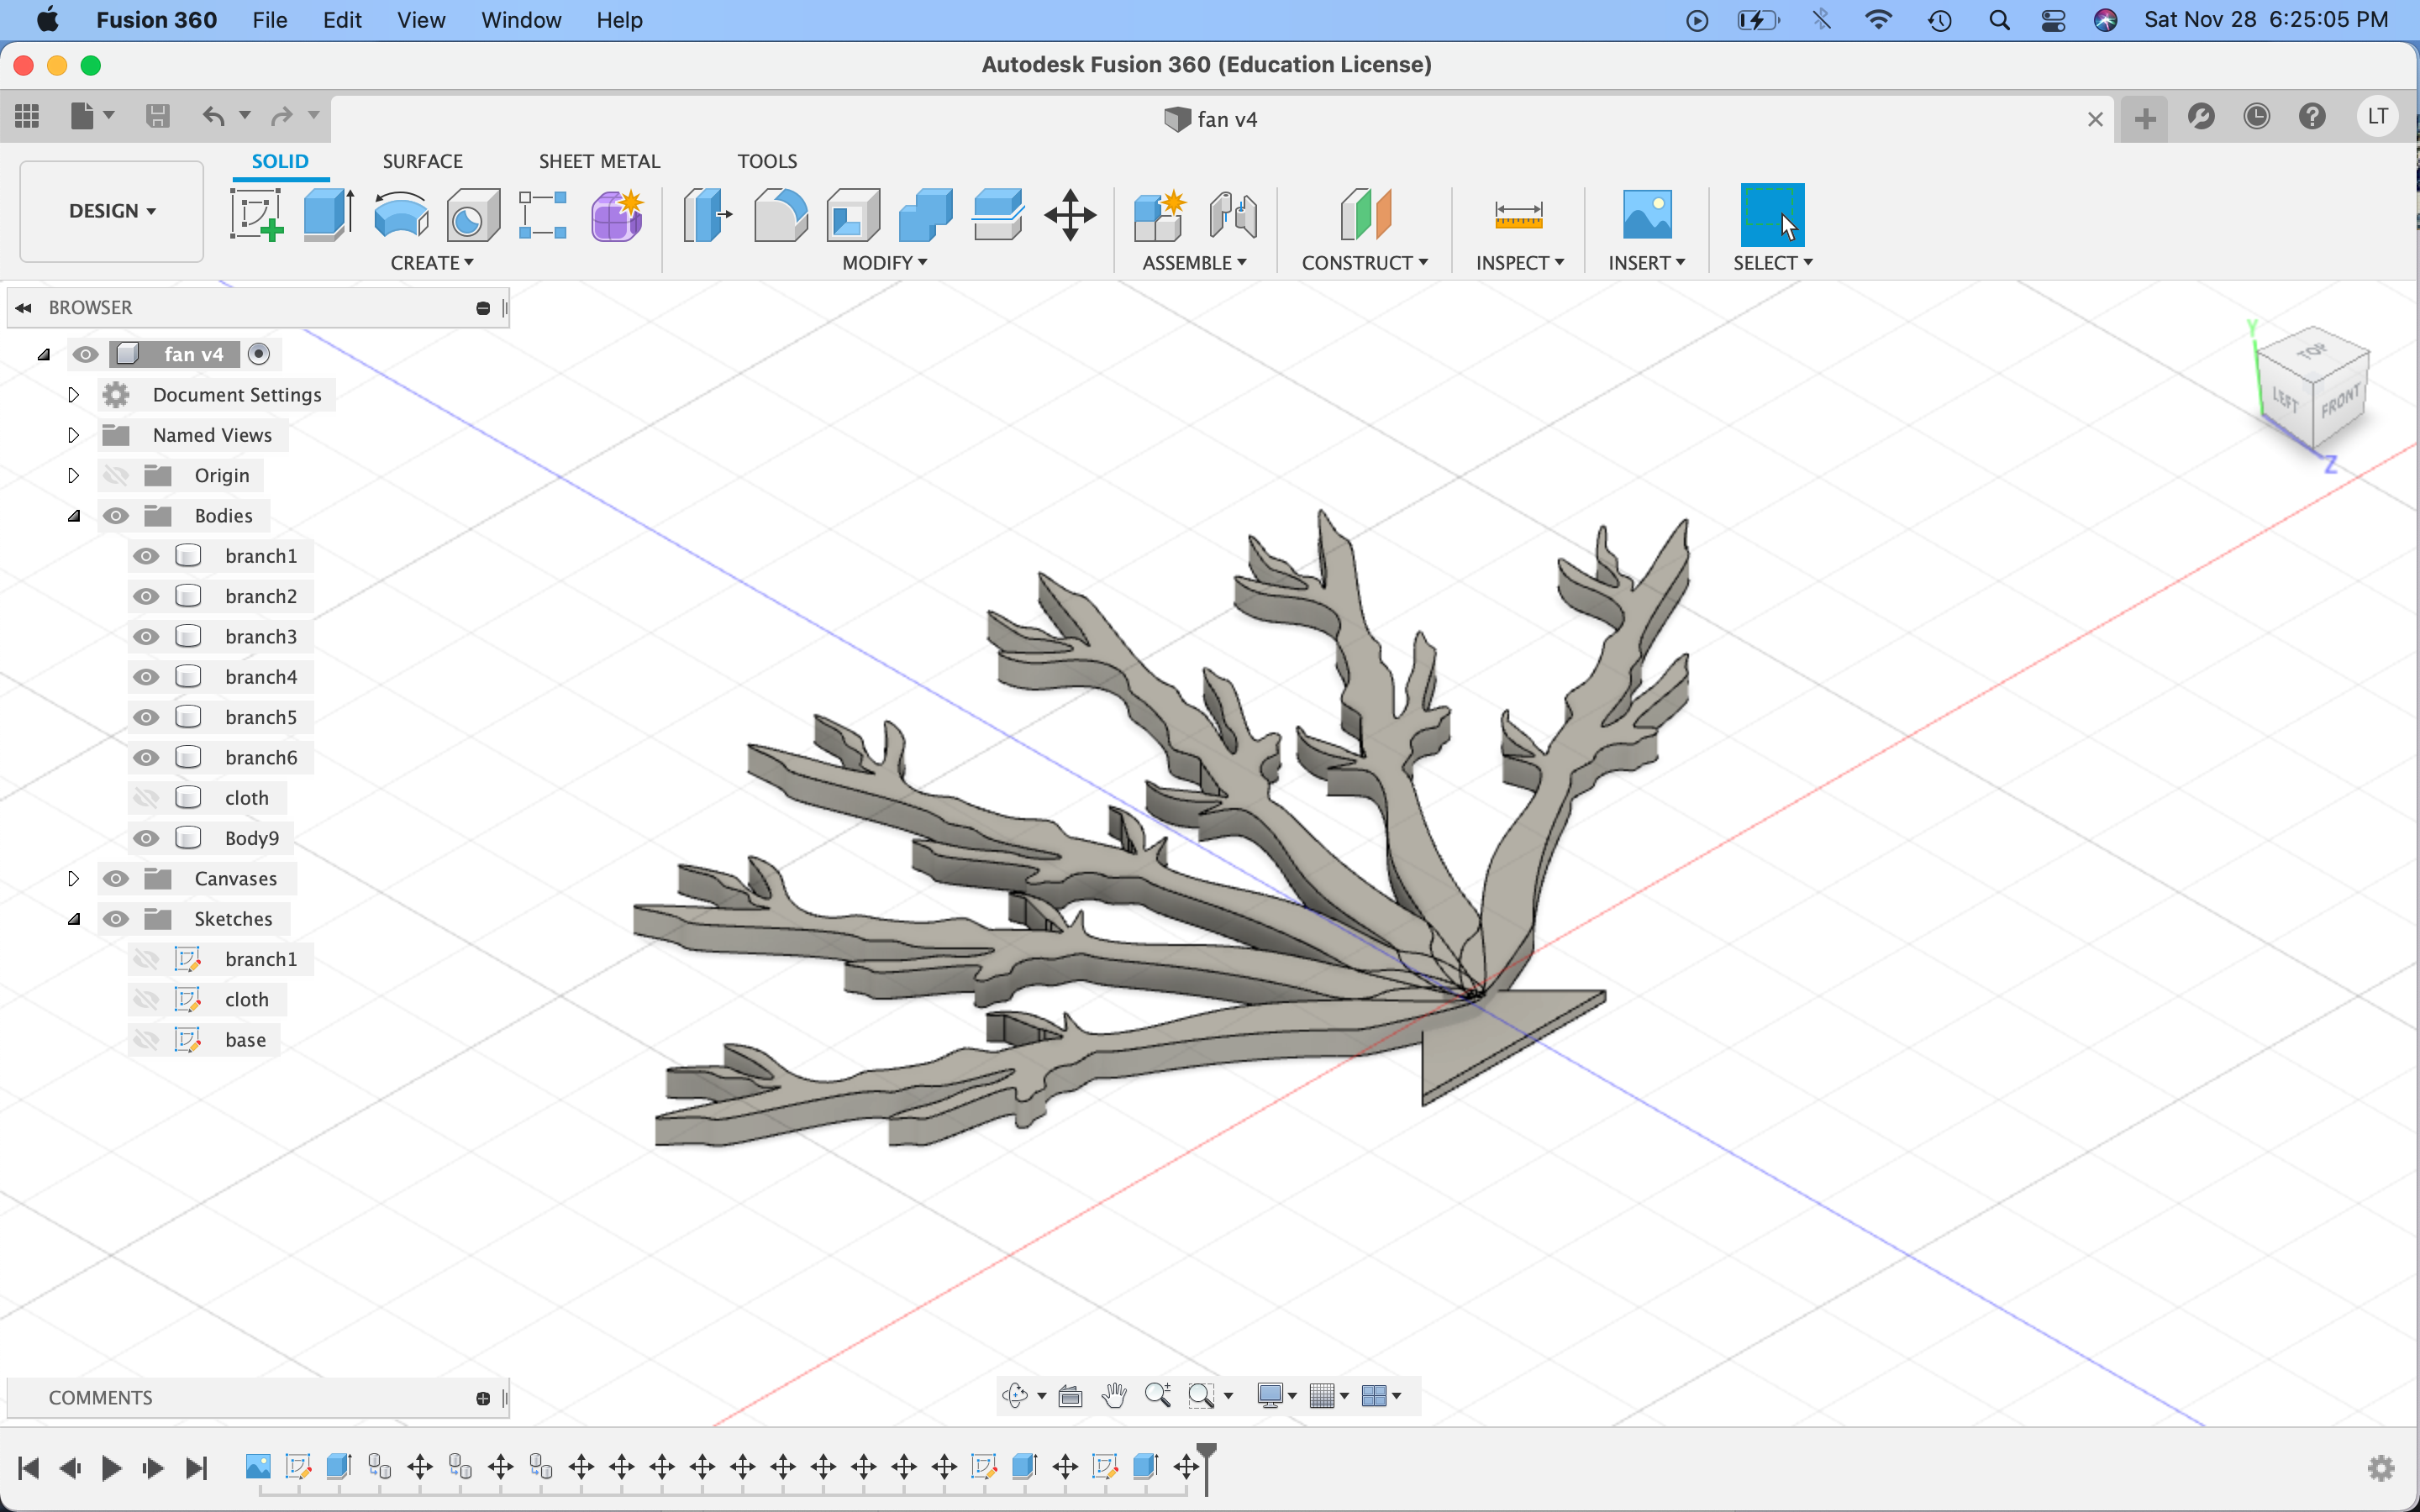 Fusion 360 File Edit View Window Help Sat Nov 28 6:25:05 PM
Autodesk Fusion 360 (Education License)
fan v4
LT
DESIGN
SOLID SURFACE SHEET METAL TOOLS
CREATE MODIFY ASSEMBLE CONSTRUCT INSPECT INSERT SELECT
BROWSER
fan v4
Document Settings
Named Views
Origin
Bodies
branch1
branch2
branch3
branch4
branch5
branch6
cloth
Body9
Canvases
Sketches
branch1
cloth
base
Y
TOP
LEFT FRONT
Z
COMMENTS